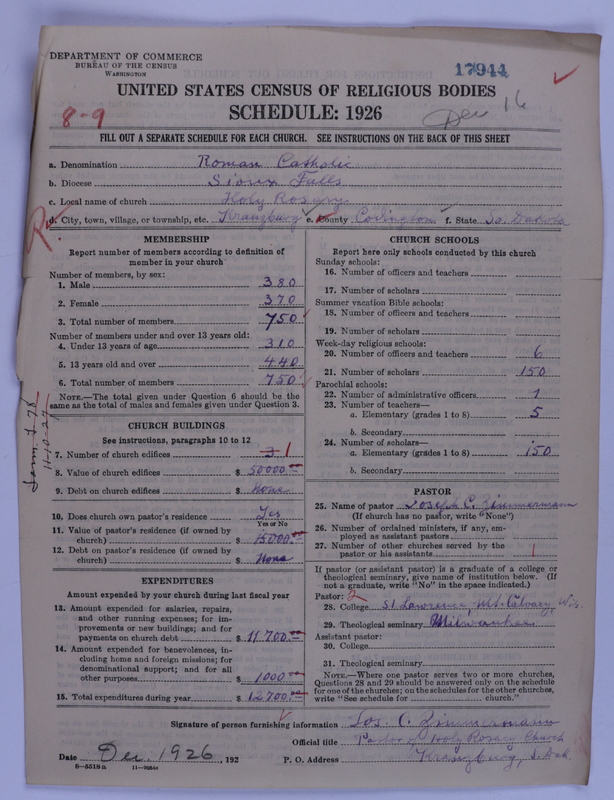 DEPARTMENT OF COMMERCE
BUREAU OF THE CENSUS
WASHINGTON
17944
UNITED STATES CENSUS OF RELIGIOUS BODIES
SCHEDULE: 1926
8-9
Dec 16
FILL OUT A SEPARATE SCHEDULE FOR EACH CHURCH. SEE INSTRUCTIONS ON THE BACK OF THIS SHEET
a. Denomination Roman Catholic
b. Diocese Sioux Falls
c. Local name of church Holy Rosary
d. City, town, village, or township, etc. Kranzburg e. County Codington f. State So. Dakota
MEMBERSHIP
Report number of members according to definition of member in your church
Number of members, by sex:
1. Male 380
2. Female 370
3. Total number of members 750
Number of members under and over 13 years old:
4. Under 13 years of age 310
5. 13 years old and over 440
6. Total number of members 750
NOTE.—The total given under Question 6 should be
same as the total of males and females given under Question 3.
CHURCH BUILDINGS
See instructions, paragraphs 10 to 12
7. Number of church edifices 1
8. Value of church edifices $ 50000.00
9. Debt on church edifices $ None
10. Does church own pastor's residence Yes
Yes or No
11. Value of pastor's residence (if owned by
church) $ 15000.00
12. Debt on pastor's residence (if owned by
church) $ None
EXPENDITURES
Amount expended by your church during last fiscal year
13. Amount expended for salaries, repairs,
and other running expenses; for im-
provements or new buildings; and for
payments on church debt $ 11,700.00
14. Amount expended for benevolences, in-
cluding home and foreign missions; for
denominational support; and for all
other purposes $ 1000.00
15. Total expenditures during year $ 12700.00
CHURCH SCHOOLS
Report here only schools conducted by this church
Sunday schools:
16. Number of officers and teachers
17. Number of scholars
Summer vacation Bible schools:
18. Number of officers and teachers
19. Number of scholars
Week-day religious schools:
20. Number of officers and teachers 6
21. Number of scholars 150
Parochial schools:
22. Number of administrative officers 1
23. Number of teachers—
a. Elementary (grades 1 to 8) 5
b. Secondary
24. Number of scholars—
a. Elementary (grades 1 to 8) 150
b. Secondary
PASTOR
25. Name of pastor Joseph C. Zimmermann
(If church has no pastor, write "None")
26. Number of ordained ministers, if any, em-
ployed as assistant pastors
27. Number of other churches served by the
pastor or his assistants 1
If pastor (or assistant pastor) is a graduate of a college or
theological seminary, give name of institution below. (If
not a graduate, write "No" in the space indicated.)
Pastor: 2
28. College St Lawrence, Mt. Calvary, Wis.
29. Theological seminary Milwaukee
Assistant pastor:
30. College
31. Theological seminary
NOTE.—Where one pastor serves two or more churches,
Questions 28 and 29 should be answered only on the schedule
for one of the churches; on the schedules for the other churches,
write "See schedule for church."
Signature of person furnishing information Jos. C. Zimmermann
Official title Pastor of Holy Rosary Church
Date Dec. 1926, 192 P. O. Address Kranzburg, S. Dak.
8-5518a 11-9084a